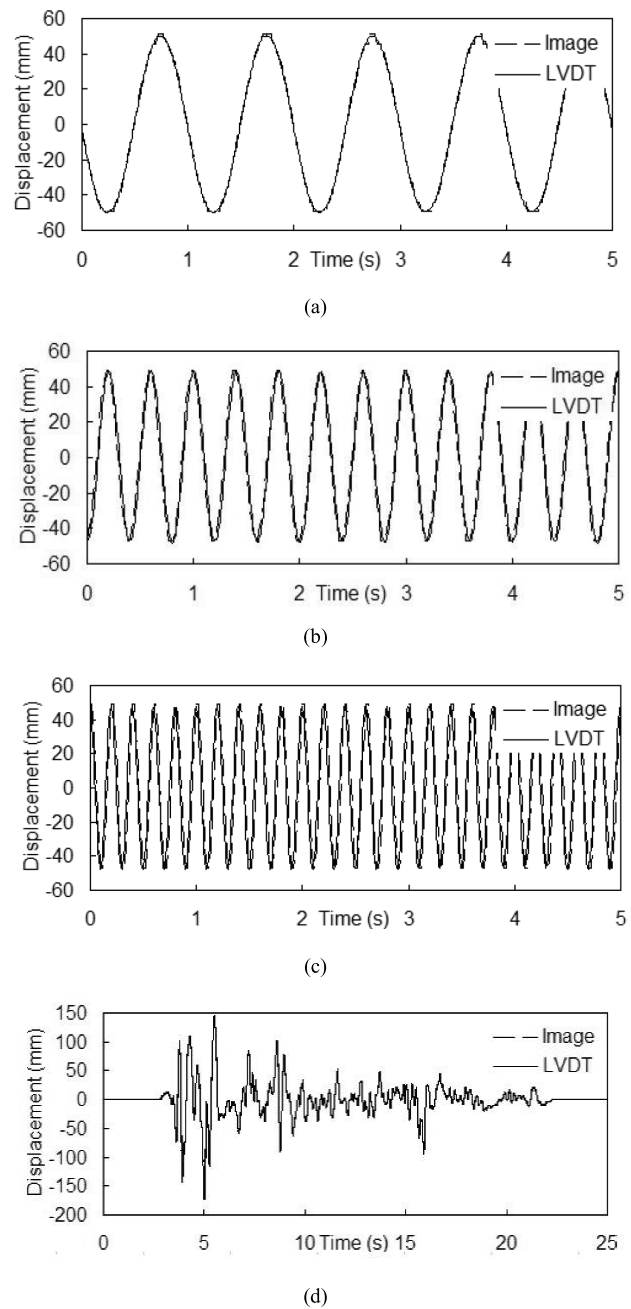 60
40
20
0
-20
-40
-60
Displacement (mm)
Image
LVDT
0 1 2 Time (s) 3 4 5
(a)
60
40
20
0
-20
-40
-60
Displacement (mm)
Image
LVDT
0 1 2 Time (s) 3 4 5
(b)
60
40
20
0
-20
-40
-60
Displacement (mm)
Image
LVDT
0 1 2 Time (s) 3 4 5
(c)
150
100
50
0
-50
-100
-150
-200
Displacement (mm)
Image
LVDT
0 5 10 Time (s) 15 20 25
(d)